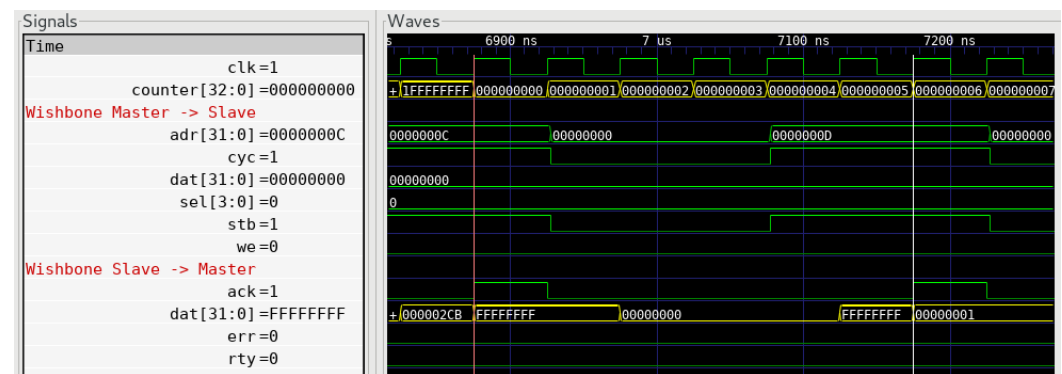 Signals
Time
clk=1
counter[32:0]=000000000
Wishbone Master -> Slave
adr[31:0]=0000000C
cyc=1
dat[31:0]=00000000
sel[3:0]=0
stb=1
we=0
Wishbone Slave -> Master
ack=1
dat[31:0]=FFFFFFFF
err=0
rty=0
Waves
s 6900 ns 7 us 7100 ns 7200 ns
+ 1FFFFFFFF 000000000 000000001 000000002 000000003 000000004 000000005 000000006 000000007
0000000C 00000000 0000000D 00000000
00000000
0
+ 000002CB FFFFFFFF 00000000 FFFFFFFF 00000001